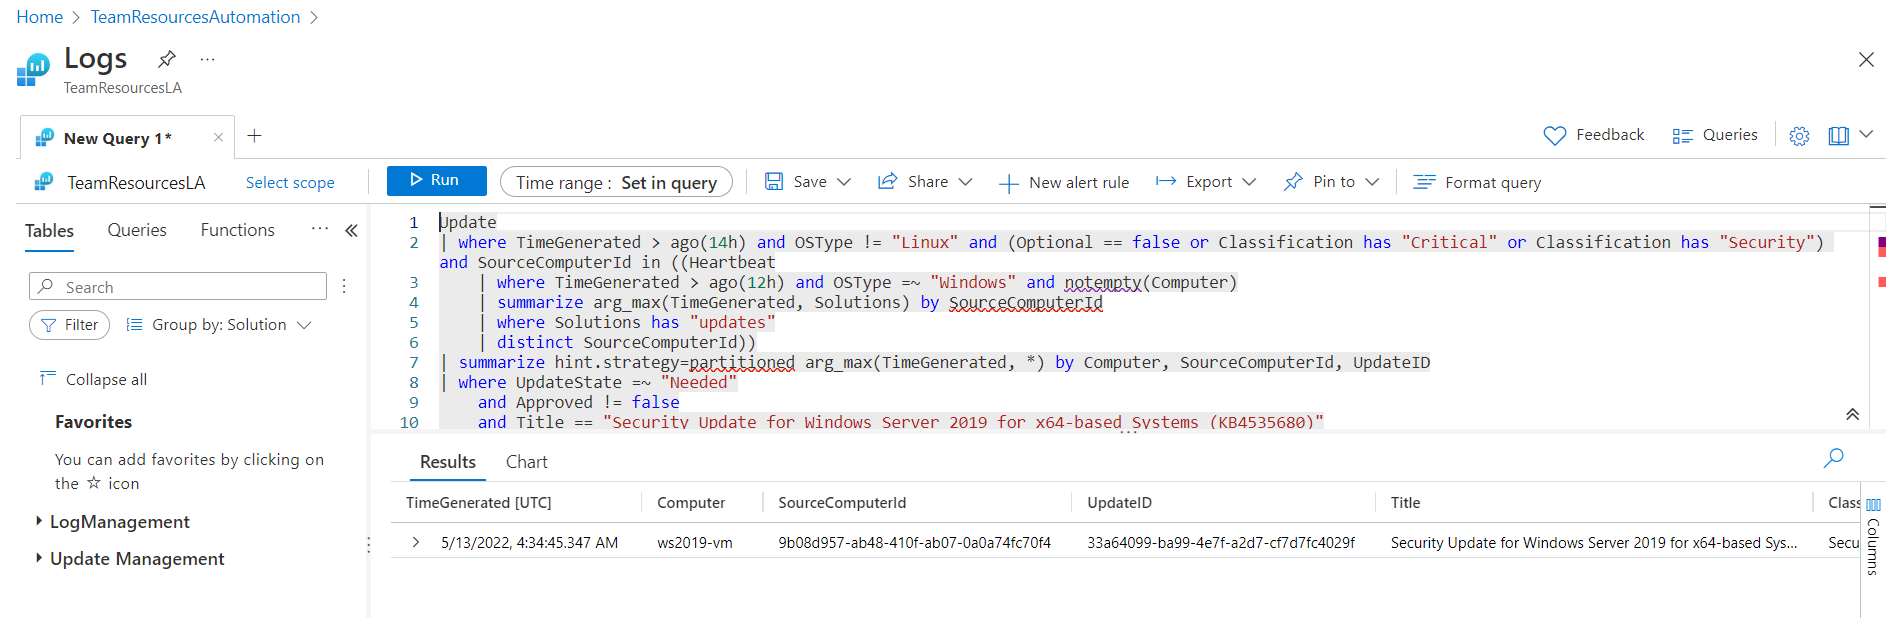 Home > TeamResourcesAutomation >
Logs ...
TeamResourcesLA
New Query 1* × +
Feedback Queries
TeamResourcesLA Select scope
Run Time range : Set in query Save Share New alert rule Export Pin to Format query
Tables Queries Functions ... «
Search
Filter Group by: Solution
Collapse all
Favorites
You can add favorites by clicking on
the ☆ icon
LogManagement
Update Management
1 Update
2 | where TimeGenerated > ago(14h) and OSType != "Linux" and (Optional == false or Classification has "Critical" or Classification has "Security")
and SourceComputerId in ((Heartbeat
3 | where TimeGenerated > ago(12h) and OSType =~ "Windows" and notempty(Computer)
4 | summarize arg_max(TimeGenerated, Solutions) by SourceComputerId
5 | where Solutions has "updates"
6 | distinct SourceComputerId))
7 | summarize hint.strategy=partitioned arg_max(TimeGenerated, *) by Computer, SourceComputerId, UpdateID
8 | where UpdateState =~ "Needed"
9 and Approved != false
10 and Title == "Security Update for Windows Server 2019 for x64-based Systems (KB4535680)"
Results Chart
TimeGenerated [UTC] Computer SourceComputerId UpdateID Title Class
5/13/2022, 4:34:45.347 AM ws2019-vm 9b08d957-ab48-410f-ab07-0a0a74fc70f4 33a64099-ba99-4e7f-a2d7-cf7d7fc4029f Security Update for Windows Server 2019 for x64-based Sys... Secu
Columns